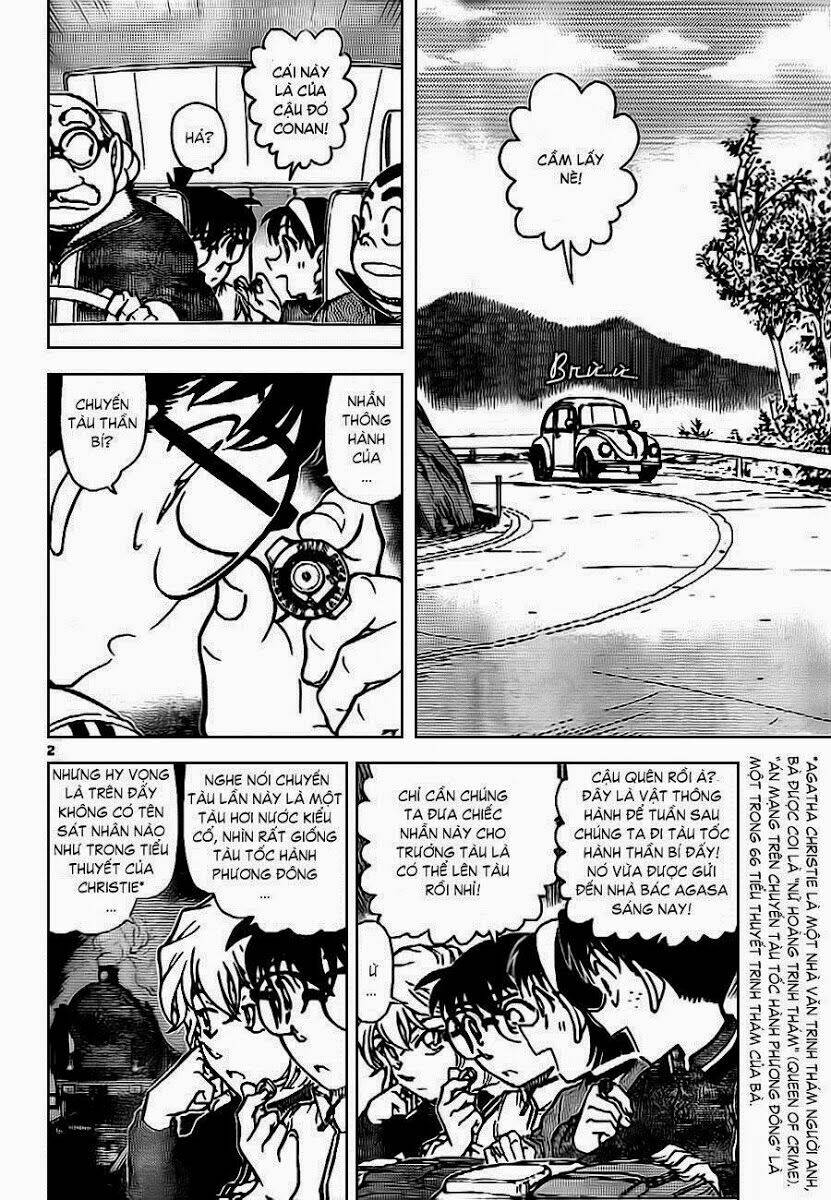 CẦM LẤY
NÈ!
Brừ ừ
CÁI NÀY
LÀ CỦA
CẬU ĐÓ
CONAN!
HẢ?
NHẪN
THÔNG
HÀNH
CỦA
...
CHUYẾN
TÀU THẦN
BÍ?
2
CẬU QUÊN RỒI À?
ĐÂY LÀ VẬT THÔNG
HÀNH ĐỂ TUẦN SAU
CHÚNG TA ĐI TÀU TỐC
HÀNH THẦN BÍ ĐẤY!
NÓ VỪA ĐƯỢC GỬI
ĐẾN NHÀ BÁC AGASA
SÁNG NAY!
CHỈ CẦN CHÚNG
TA ĐƯA CHIẾC
NHẪN NÀY CHO
TRƯỞNG TÀU LÀ
CÓ THỂ LÊN TÀU
RỒI NHỈ!
Ừ
...
NGHE NÓI CHUYẾN
TÀU LẦN NÀY LÀ MỘT
TÀU HƠI NƯỚC KIỂU
CỔ, NHÌN RẤT GIỐNG
TÀU TỐC HÀNH
PHƯƠNG ĐÔNG
...
NHƯNG HY VỌNG
LÀ TRÊN ĐẤY
KHÔNG CÓ TÊN
SÁT NHÂN NÀO
NHƯ TRONG TIỂU
THUYẾT CỦA
CHRISTIE*
...
*AGATHA CHRISTIE LÀ MỘT NHÀ VĂN TRINH THÁM NGƯỜI ANH,
BÀ ĐƯỢC COI LÀ "NỮ HOÀNG TRINH THÁM" (QUEEN OF CRIME).
"ÁN MẠNG TRÊN CHUYẾN TÀU TỐC HÀNH PHƯƠNG ĐÔNG" LÀ
MỘT TRONG 66 TIỂU THUYẾT TRINH THÁM CỦA BÀ.